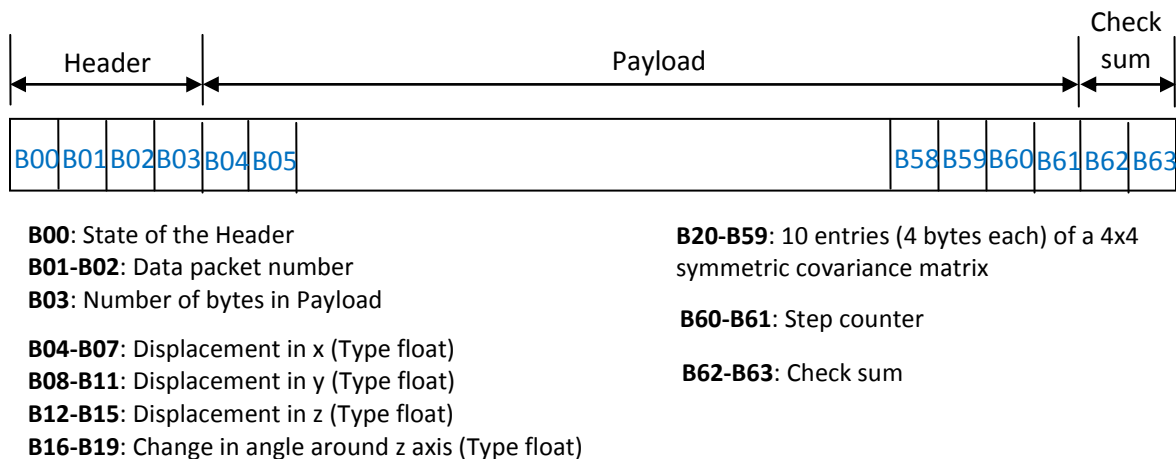 Header
Payload
Check
sum
B00 B01 B02 B03 B04 B05 B58 B59 B60 B61 B62 B63
B00: State of the Header
B01-B02: Data packet number
B03: Number of bytes in Payload
B04-B07: Displacement in x (Type float)
B08-B11: Displacement in y (Type float)
B12-B15: Displacement in z (Type float)
B16-B19: Change in angle around z axis (Type float)
B20-B59: 10 entries (4 bytes each) of a 4x4
symmetric covariance matrix
B60-B61: Step counter
B62-B63: Check sum